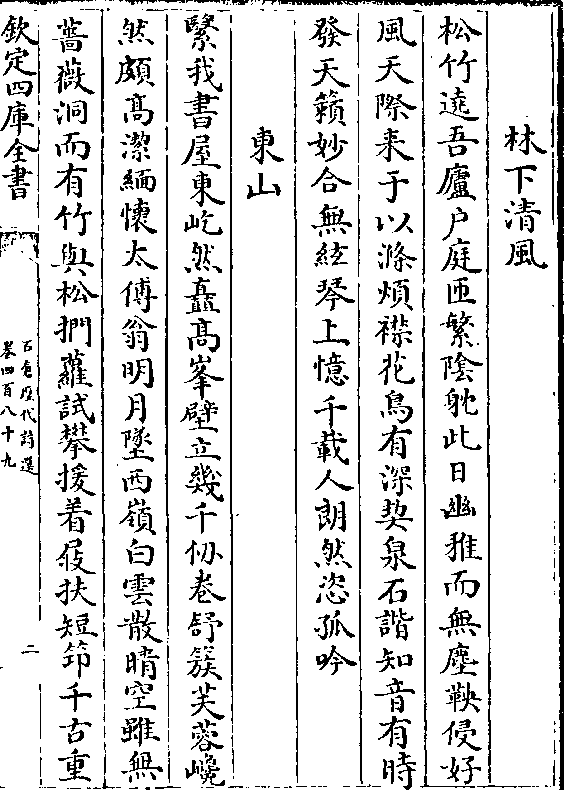 林下清風
松竹遶吾廬户庭匝繁陰躭此日幽雅而無塵鞅侵好
風天際来于以滌煩襟花鳥有深契泉石諧知音有時
發天籟妙合無絃琴上憶千載人朗然恣孤吟
東山
繄我書屋東屹然矗髙峯壁立幾千仞卷舒簇芙蓉巉
然頗髙潔緬懷太傅翁明月墜西嶺白雲散晴空雖無
薔薇洞而有竹與松捫蘿試攀援着屐扶短筇千古重
欽定四庫全書
石倉歴代詩選
卷四百八十九
二